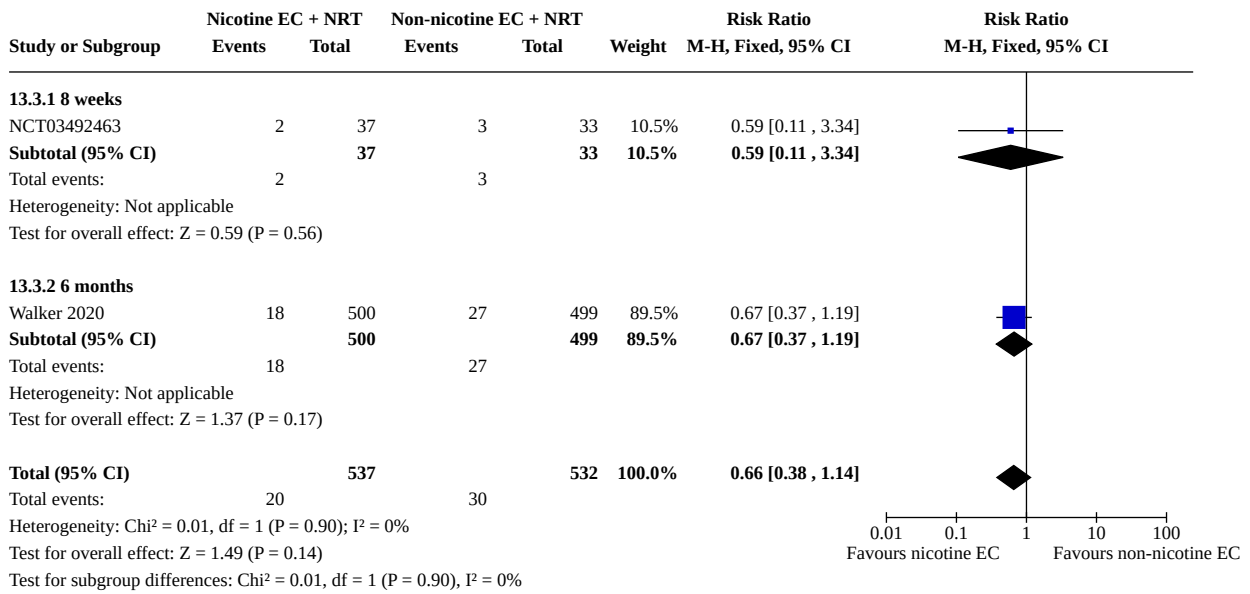 Nicotine EC + NRT Non-nicotine EC + NRT Risk Ratio Risk Ratio
Study or Subgroup Events Total Events Total Weight M-H, Fixed, 95% CI M-H, Fixed, 95% CI
13.3.1 8 weeks
NCT03492463 2 37 3 33 10.5% 0.59 [0.11 , 3.34]
Subtotal (95% CI) 37 33 10.5% 0.59 [0.11 , 3.34]
Total events: 2 3
Heterogeneity: Not applicable
Test for overall effect: Z = 0.59 (P = 0.56)
13.3.2 6 months
Walker 2020 18 500 27 499 89.5% 0.67 [0.37 , 1.19]
Subtotal (95% CI) 500 499 89.5% 0.67 [0.37 , 1.19]
Total events: 18 27
Heterogeneity: Not applicable
Test for overall effect: Z = 1.37 (P = 0.17)
Total (95% CI) 537 532 100.0% 0.66 [0.38 , 1.14]
Total events: 20 30
Heterogeneity: Chi² = 0.01, df = 1 (P = 0.90); I² = 0%
Test for overall effect: Z = 1.49 (P = 0.14)
Test for subgroup differences: Chi² = 0.01, df = 1 (P = 0.90), I² = 0%
0.01 0.1 1 10 100
Favours nicotine EC Favours non-nicotine EC